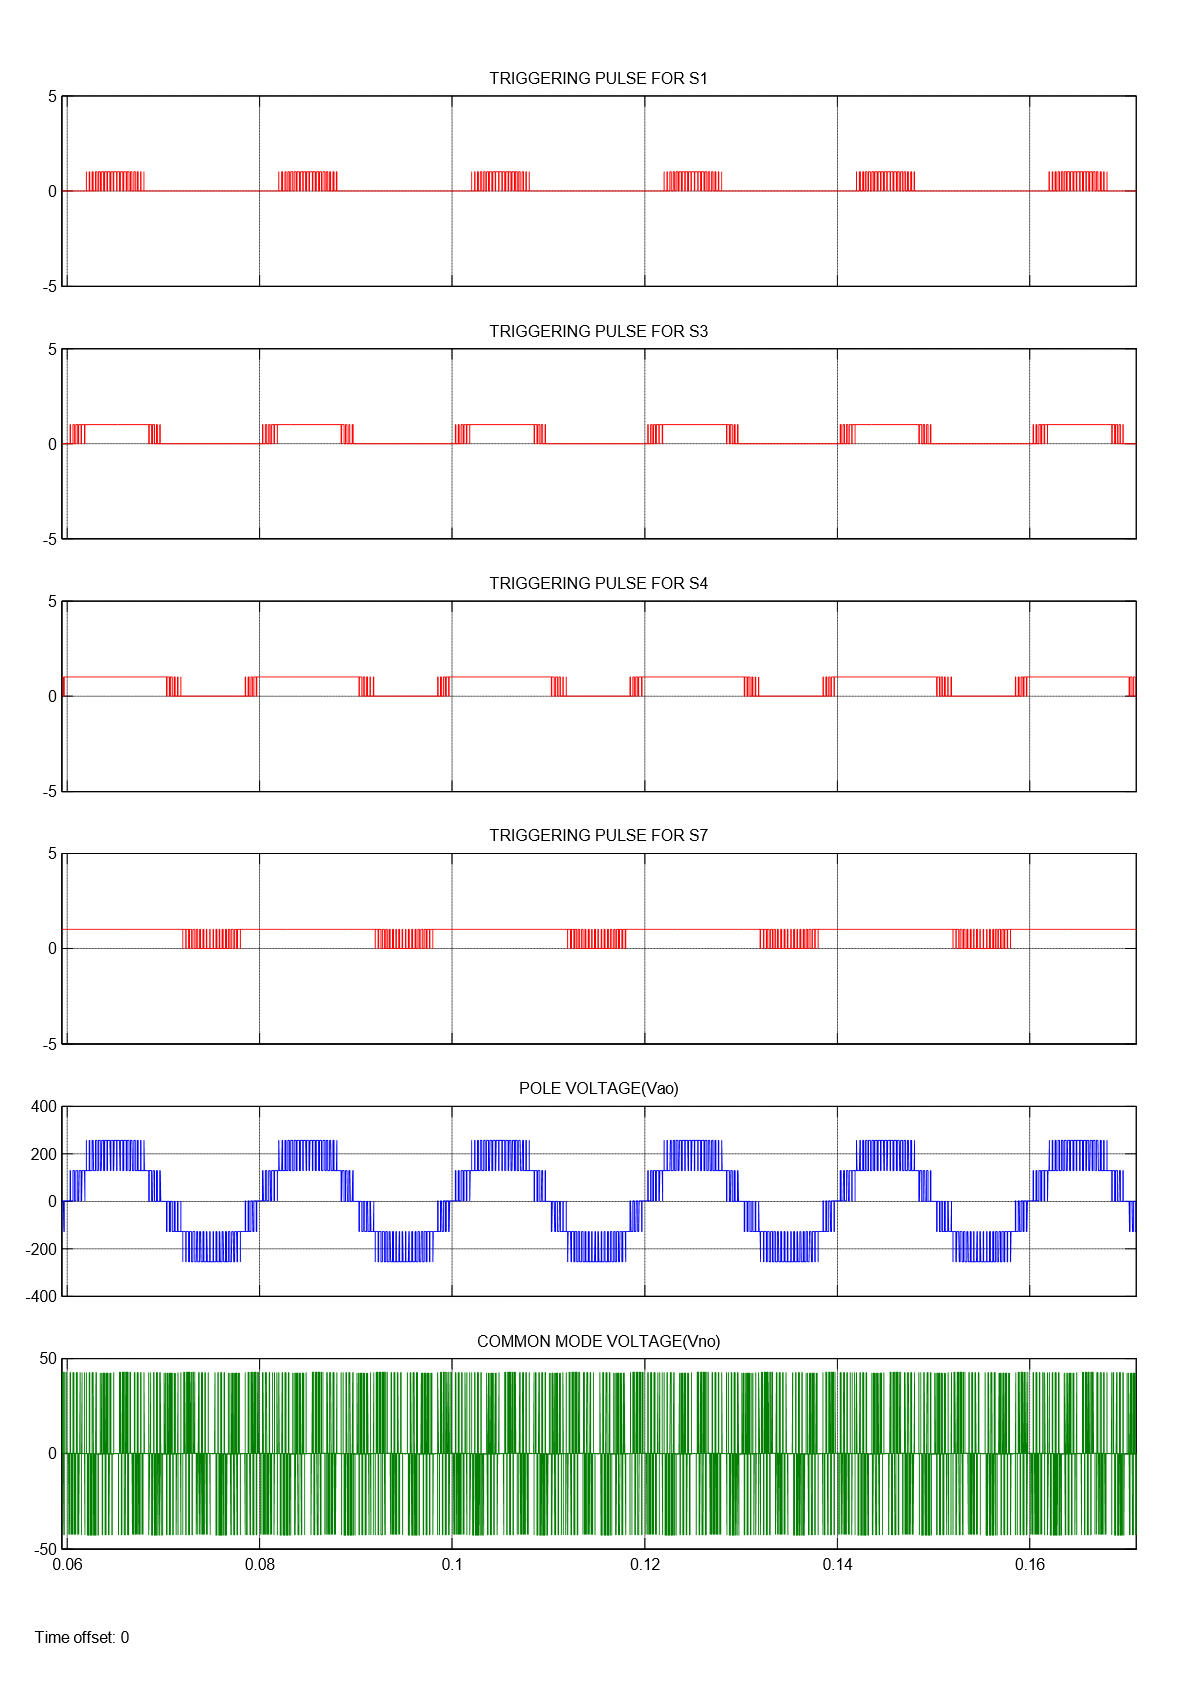 TRIGGERING PULSE FOR S1
5
0
-5
TRIGGERING PULSE FOR S3
5
0
-5
TRIGGERING PULSE FOR S4
5
0
-5
TRIGGERING PULSE FOR S7
5
0
-5
POLE VOLTAGE(Vao)
400
200
0
-200
-400
COMMON MODE VOLTAGE(Vno)
50
0
-50
0.06 0.08 0.1 0.12 0.14 0.16
Time offset: 0